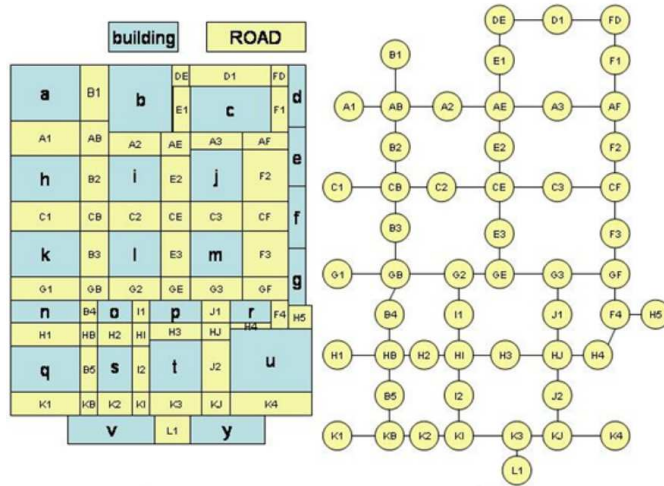 building ROAD
a B1 b DE D1 FD d
E1 c F1
A1 AB A2 AE A3 AF e
h B2 i E2 j F2
C1 CB C2 CE C3 CF f
k B3 l E3 m F3
G1 GB G2 GE G3 GF g
n B4 o I1 p J1 r F4 H5
H1 HB H2 HI H3 HJ H4
q B5 s I2 t J2 u
K1 KB K2 KI K3 KJ K4
v L1 y
DE D1 FD
B1 E1 F1
A1 AB A2 AE A3 AF
B2 E2 F2
C1 CB C2 CE C3 CF
B3 E3 F3
G1 GB G2 GE G3 GF
B4 I1 J1 F4 H5
H1 HB H2 HI H3 HJ H4
B5 I2 J2
K1 KB K2 KI K3 KJ K4
L1